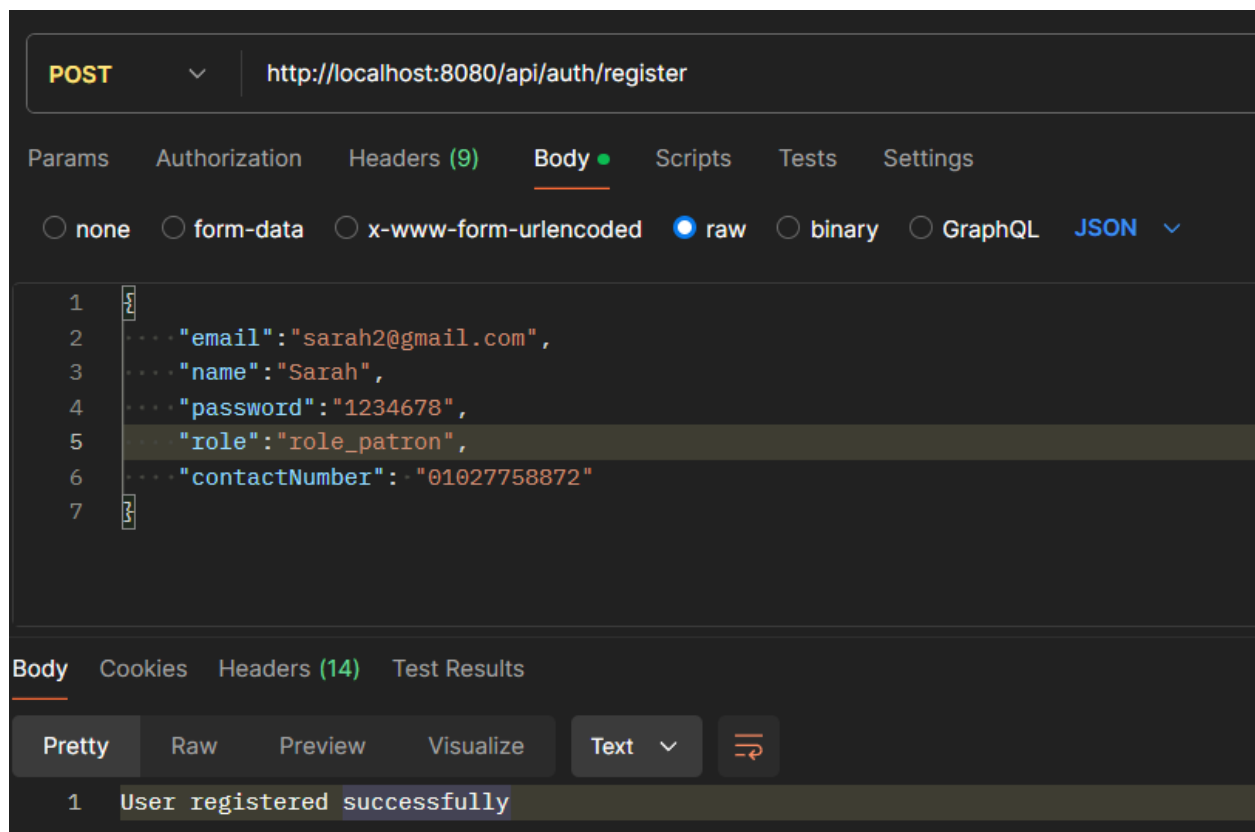 POST http://localhost:8080/api/auth/register
Params Authorization Headers (9) Body Scripts Tests Settings
none form-data x-www-form-urlencoded raw binary GraphQL JSON
1 {
2 "email":"sarah2@gmail.com",
3 "name":"Sarah",
4 "password":"1234678",
5 "role":"role_patron",
6 "contactNumber": "01027758872"
7 }
Body Cookies Headers (14) Test Results
Pretty Raw Preview Visualize Text
1 User registered successfully